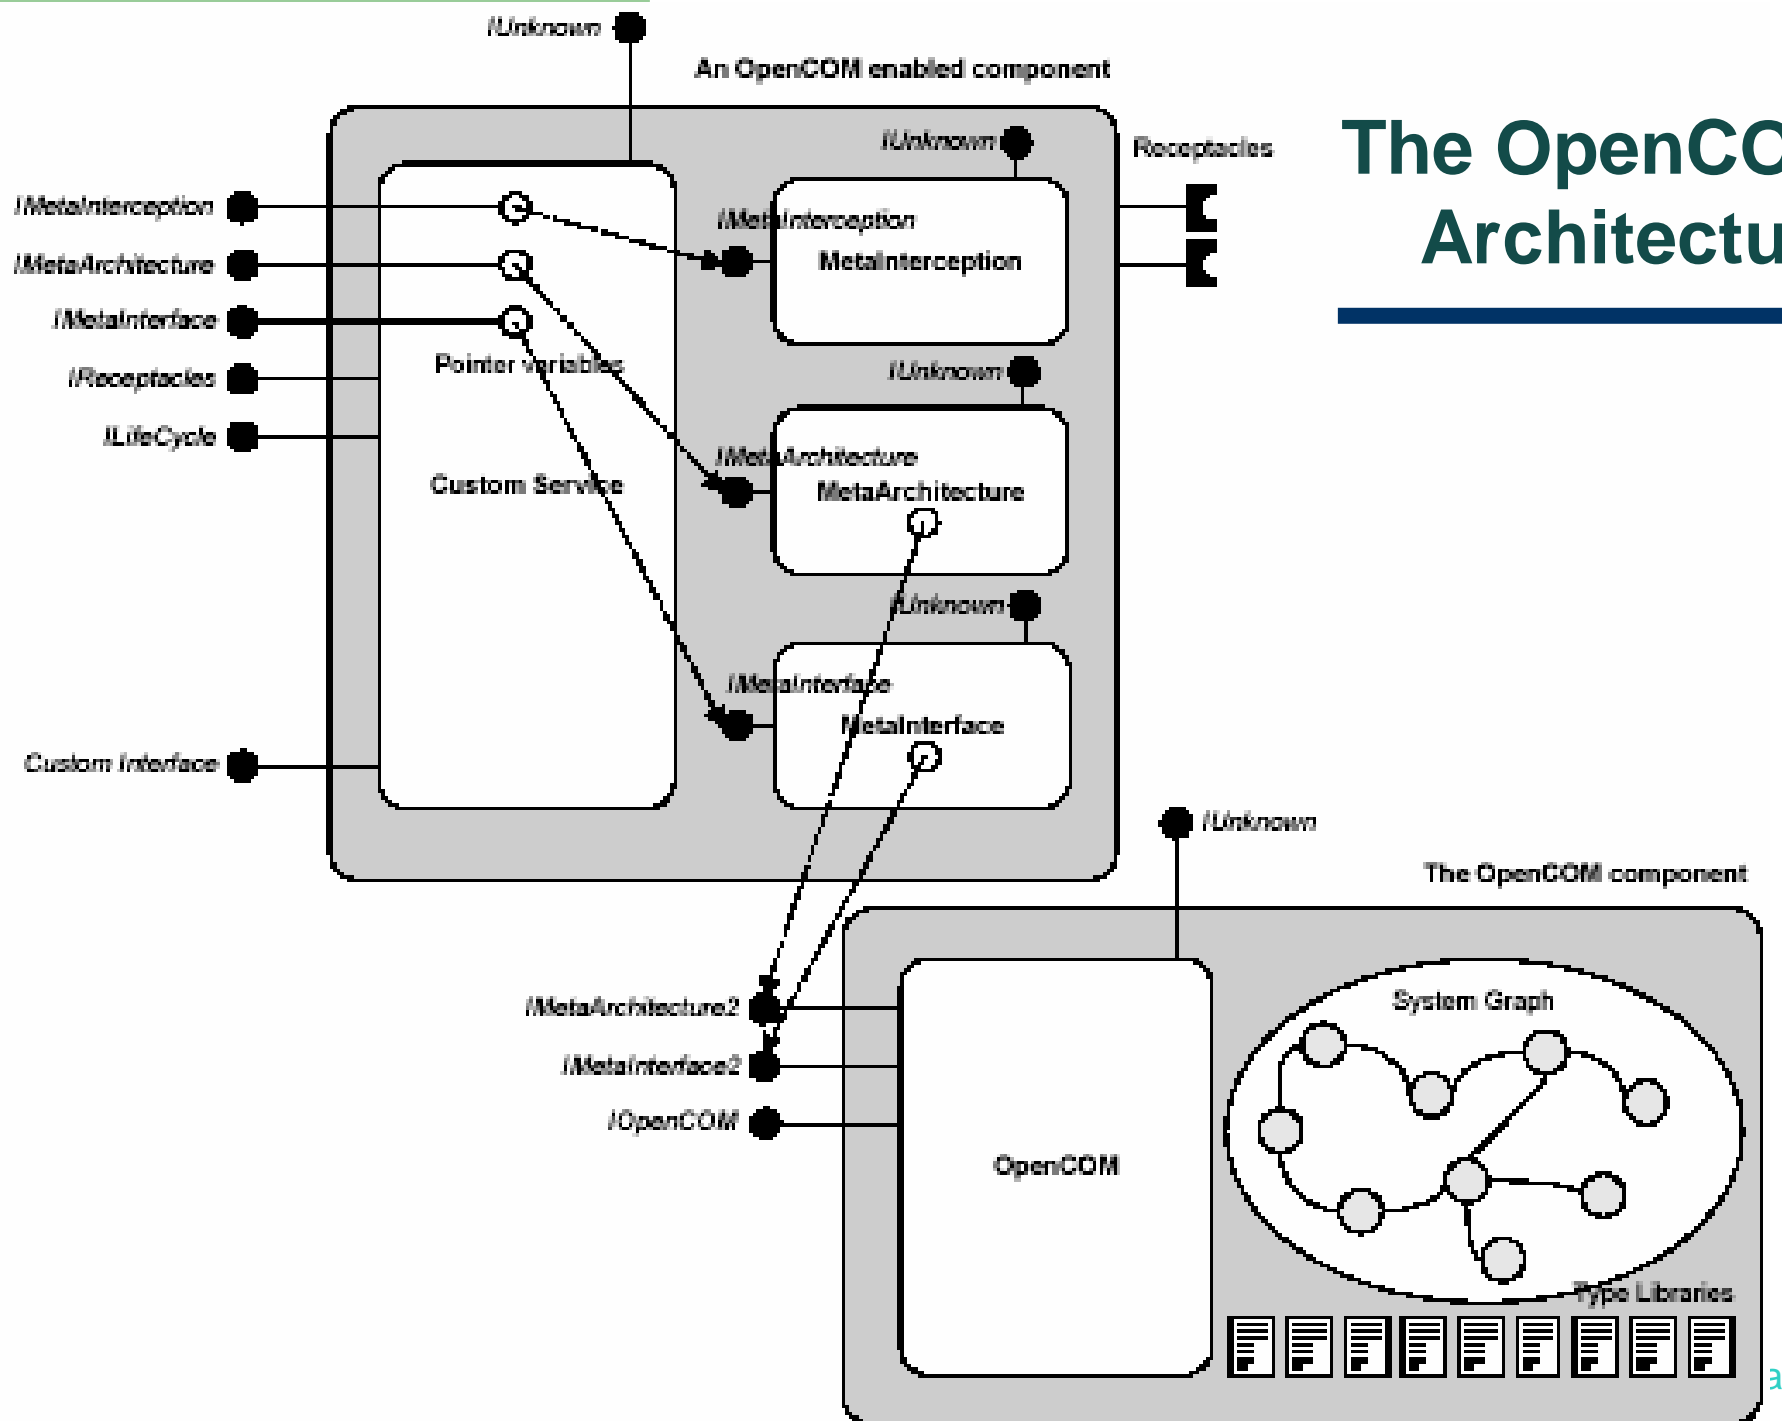 IUnknown
An OpenCOM enabled component
The OpenCO
Architectu
IUnknown
Receptacles
IMetaInterception
IMetaInterception
MetaInterception
IMetaArchitecture
IMetaInterface
Pointer variables
IReceptacles
IUnknown
ILifeCycle
IMetaArchitecture
Custom Service
MetaArchitecture
IUnknown
IMetaInterface
MetaInterface
Custom Interface
IUnknown
The OpenCOM component
IMetaArchitecture2
System Graph
IMetaInterface2
IOpenCOM
OpenCOM
Type Libraries
a